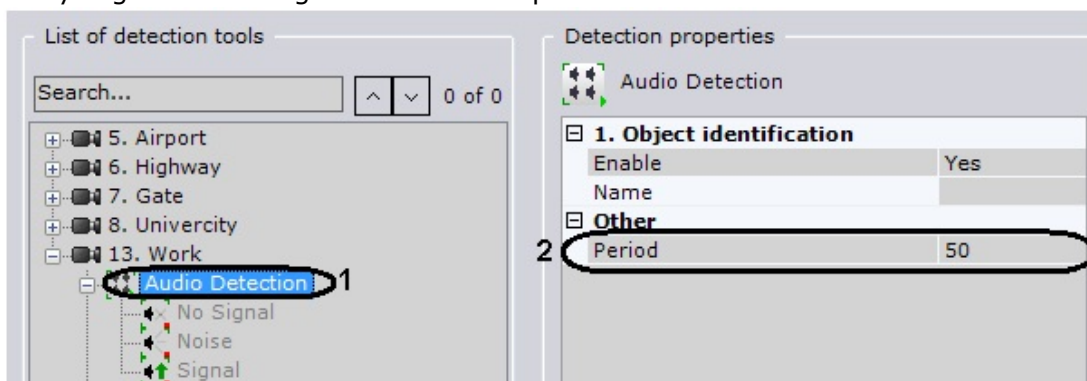 List of detection tools
Search...
0 of 0
5. Airport
6. Highway
7. Gate
8. Univercity
13. Work
Audio Detection
1
No Signal
Noise
Signal
Detection properties
Audio Detection
1. Object identification
Enable Yes
Name
Other
2
Period 50